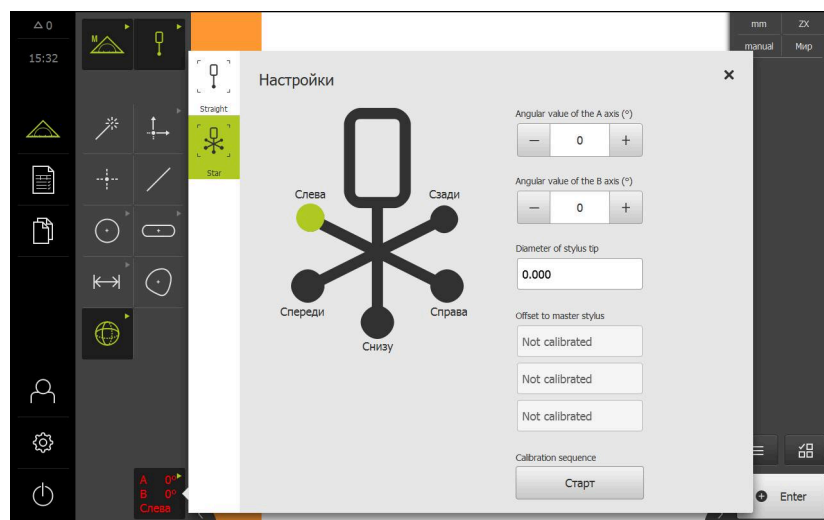 0
15:32
M
A 0°
B 0°
Слева
Straight
Star
Настройки
Слева
Сзади
Спереди
Справа
Снизу
Angular value of the A axis (°)
0
Angular value of the B axis (°)
0
Diameter of stylus tip
0.000
Offset to master stylus
Not calibrated
Not calibrated
Not calibrated
Calibration sequence
Старт
mm ZX
manual Мир
Enter